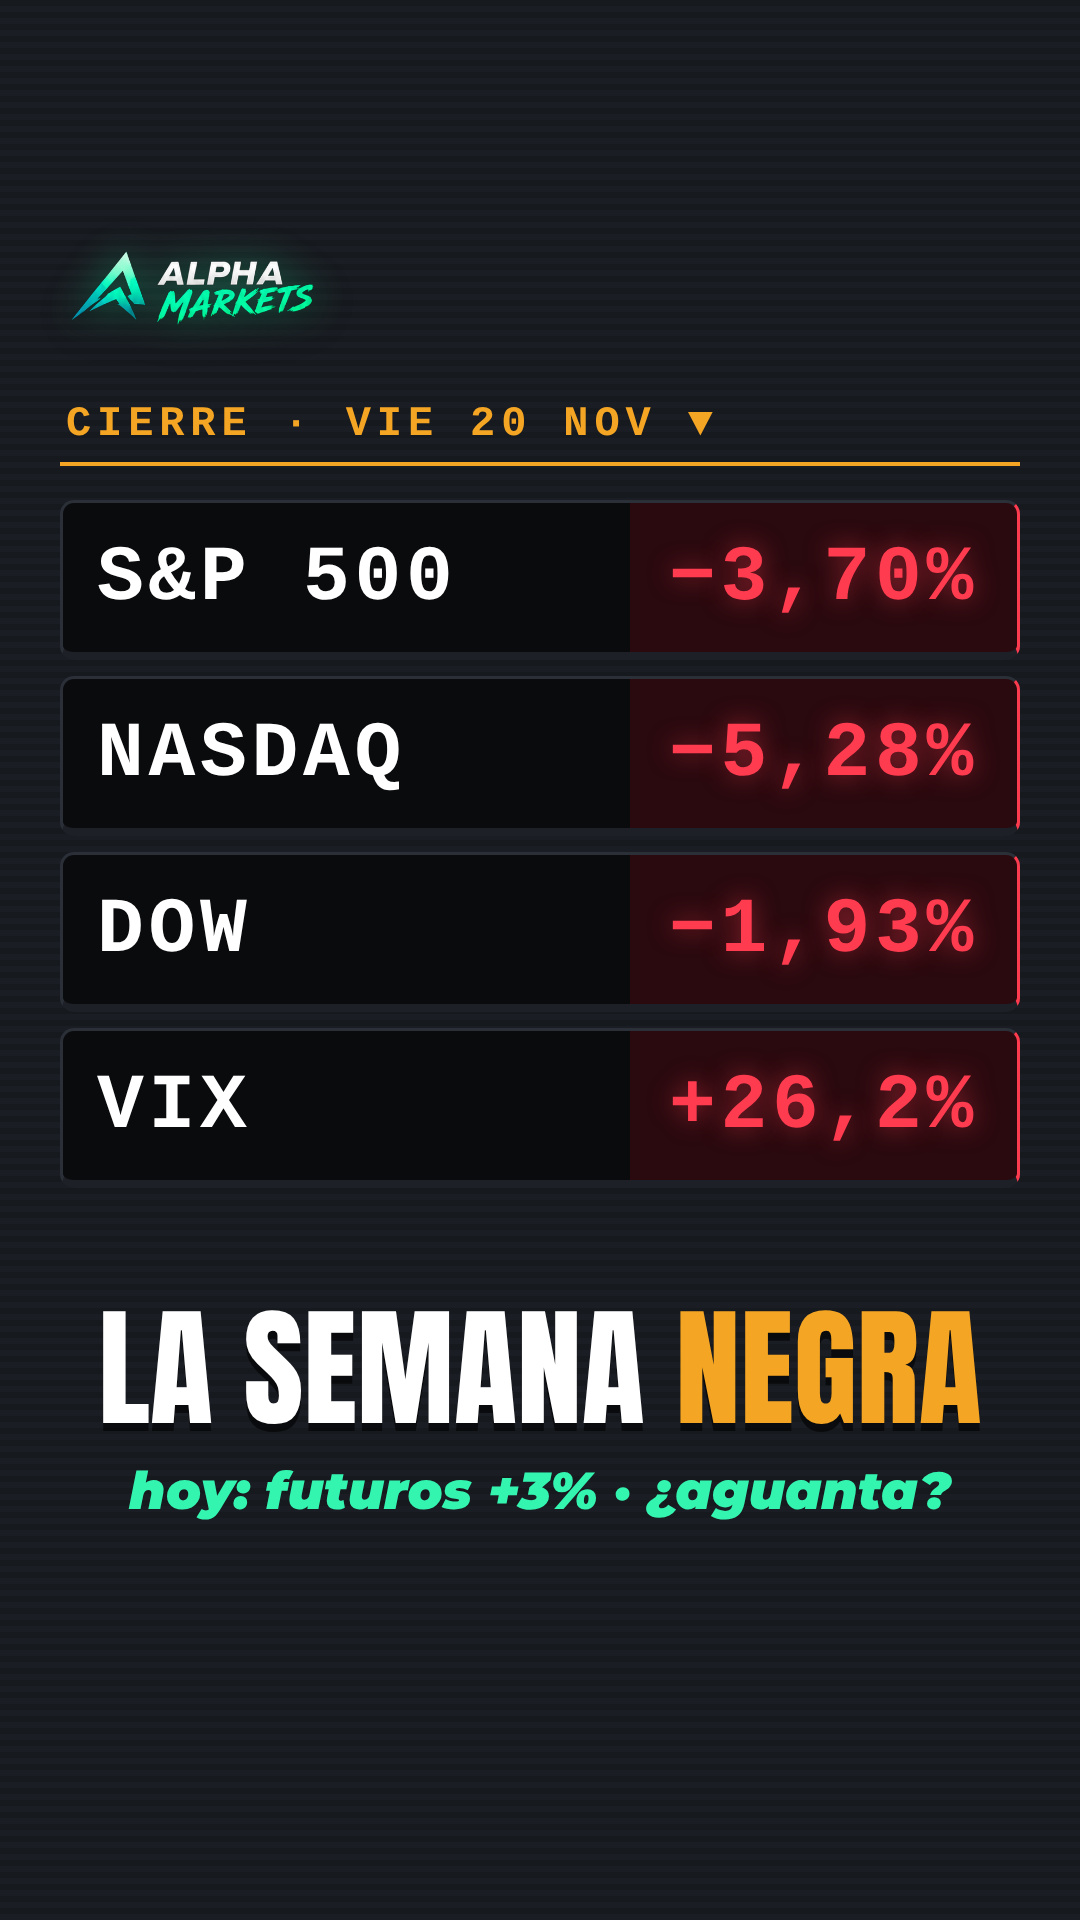 ALPHA
MARKETS
CIERRE · VIE 20 NOV ▼
S&P 500 −3,70%
NASDAQ −5,28%
DOW −1,93%
VIX +26,2%
LA SEMANA NEGRA
hoy: futuros +3% · ¿aguanta?